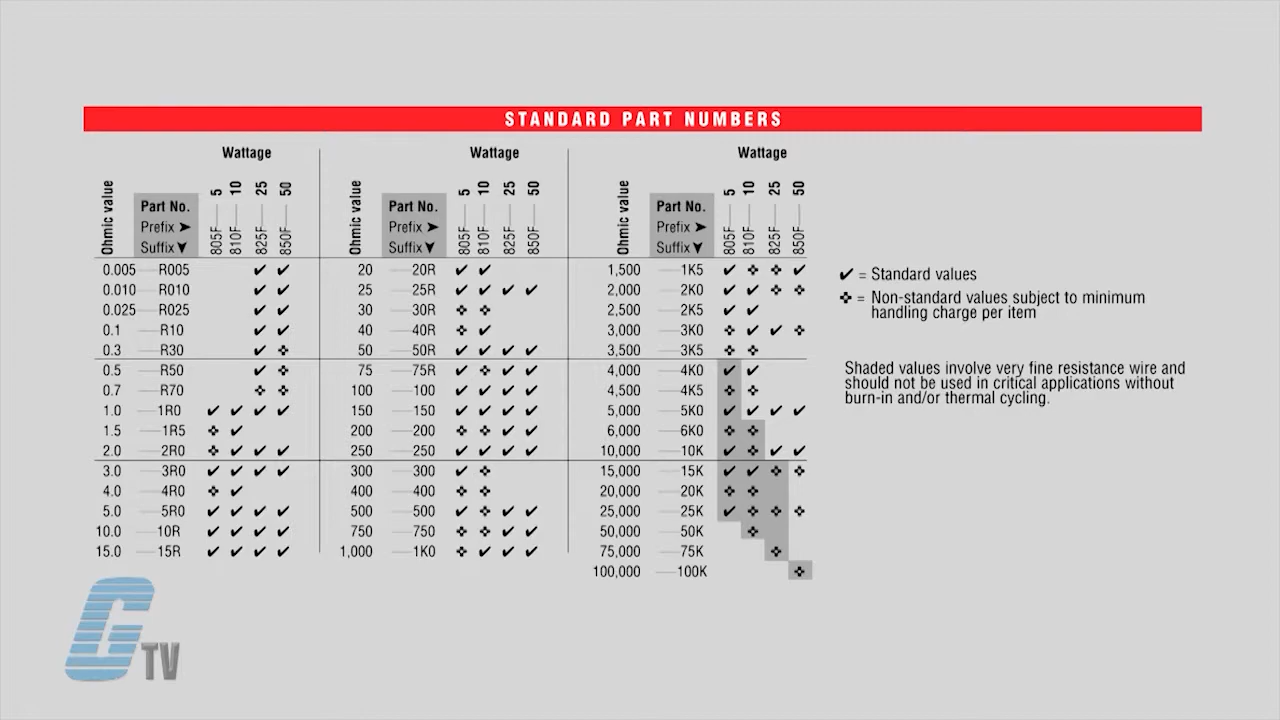 STANDARD PART NUMBERS
Wattage Wattage Wattage
Ohmic value Part No. Prefix ➤ Suffix ▼ 805F— 5 810F— 10 825F— 25 850F— 50
Ohmic value Part No. Prefix ➤ Suffix ▼ 805F— 5 810F— 10 825F— 25 850F— 50
Ohmic value Part No. Prefix ➤ Suffix ▼ 805F— 5 810F— 10 825F— 25 850F— 50
0.005 — R005 ✔ ✔
0.010 — R010 ✔ ✔
0.025 — R025 ✔ ✔
0.1 — R10 ✔ ✔
0.3 — R30 ✔ ✤
0.5 — R50 ✔ ✤
0.7 — R70 ✤ ✤
1.0 — 1R0 ✔ ✔ ✔ ✔
1.5 — 1R5 ✤ ✔
2.0 — 2R0 ✤ ✔ ✔ ✔
3.0 — 3R0 ✔ ✔ ✔ ✔
4.0 — 4R0 ✤ ✔
5.0 — 5R0 ✔ ✔ ✔ ✔
10.0 — 10R ✔ ✔ ✔ ✔
15.0 — 15R ✔ ✔ ✔ ✔
20 — 20R ✔ ✔
25 — 25R ✔ ✔ ✔ ✔
30 — 30R ✤ ✤
40 — 40R ✤ ✔
50 — 50R ✔ ✔ ✔ ✔
75 — 75R ✔ ✤ ✔ ✔
100 — 100 ✔ ✔ ✔ ✔
150 — 150 ✔ ✔ ✔ ✔
200 — 200 ✤ ✤ ✔ ✔
250 — 250 ✔ ✔ ✔ ✔
300 — 300 ✔ ✤
400 — 400 ✤ ✤
500 — 500 ✔ ✤ ✔ ✔
750 — 750 ✤ ✤ ✔ ✔
1,000 — 1K0 ✤ ✔ ✔ ✔
1,500 — 1K5 ✔ ✤ ✤ ✔
2,000 — 2K0 ✔ ✔ ✤ ✤
2,500 — 2K5 ✔ ✔
3,000 — 3K0 ✤ ✔ ✔ ✤
3,500 — 3K5 ✤ ✤
4,000 — 4K0 ✔ ✔
4,500 — 4K5 ✤ ✤
5,000 — 5K0 ✔ ✔ ✔ ✔
6,000 — 6K0 ✤ ✤
10,000 — 10K ✔ ✤ ✔ ✔
15,000 — 15K ✔ ✔ ✤ ✤
20,000 — 20K ✤ ✤
25,000 — 25K ✔ ✤ ✤ ✤
50,000 — 50K ✤
75,000 — 75K ✤
100,000 — 100K ✤
✔ = Standard values
✤ = Non-standard values subject to minimum
handling charge per item
Shaded values involve very fine resistance wire and
should not be used in critical applications without
burn-in and/or thermal cycling.
G TV